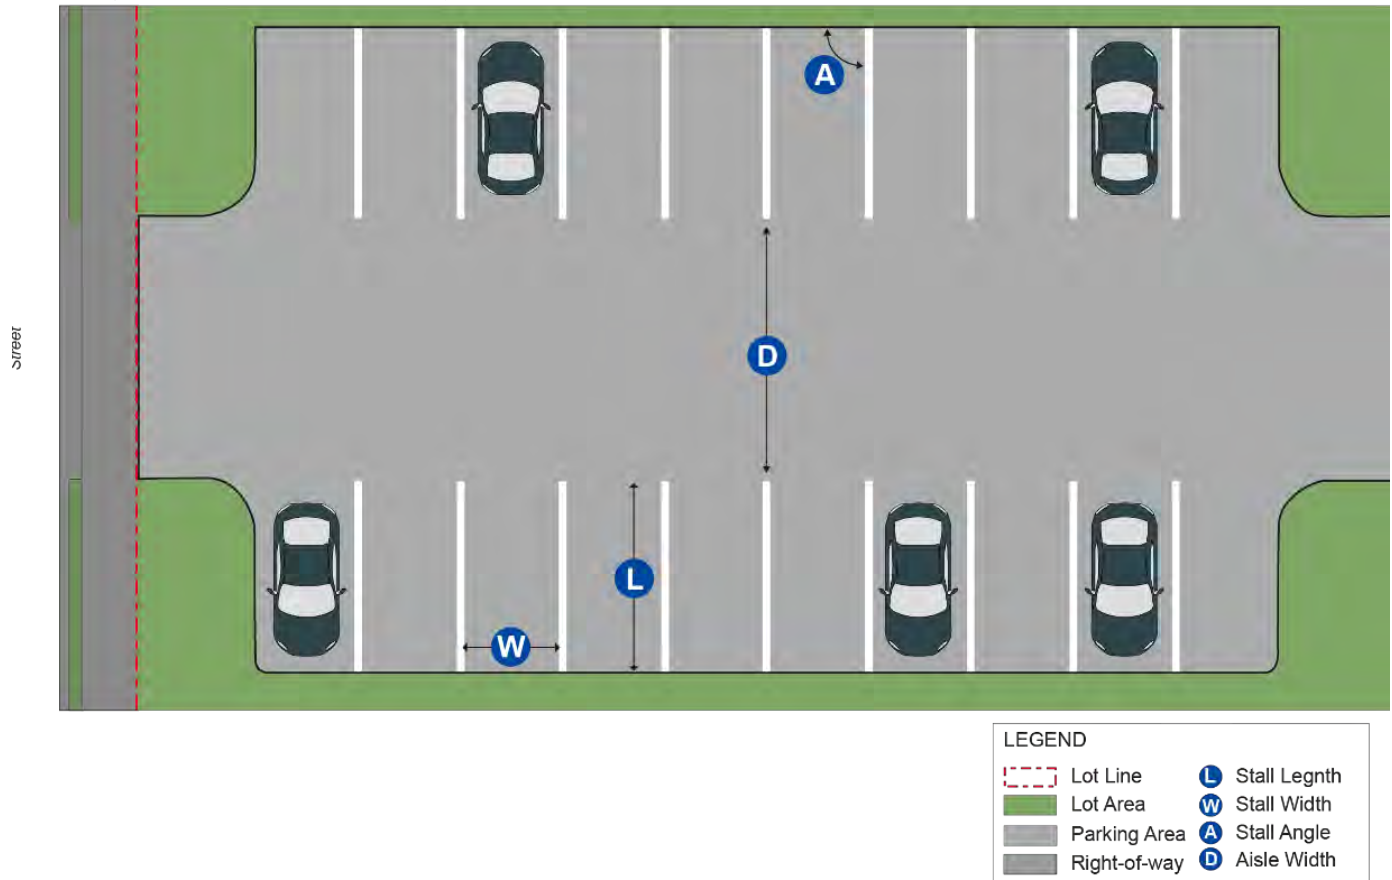 A
Street
D
L
W
LEGEND
Lot Line
Lot Area
Parking Area
Right-of-way
L Stall Legnth
W Stall Width
A Stall Angle
D Aisle Width